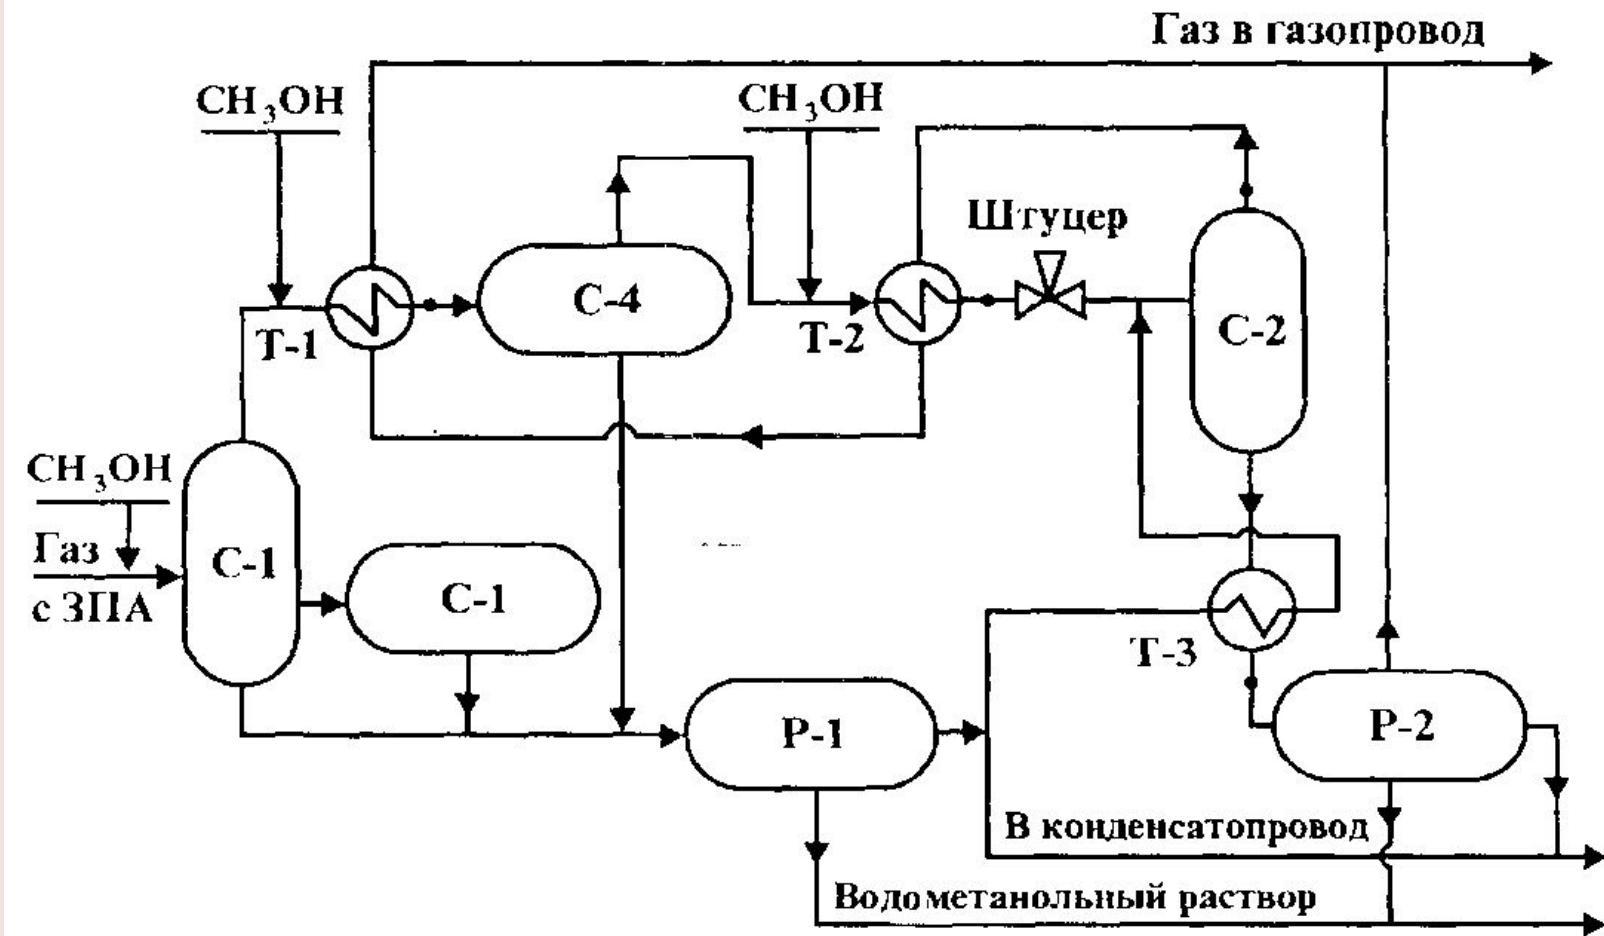 Газ в газопровод
CH3OH
CH3OH
Штуцер
С-4
Т-1
Т-2
С-2
CH3OH
Газ
с ЗПА
С-1
С-1
Т-3
Р-1
Р-2
В конденсатопровод
Водометанольный раствор